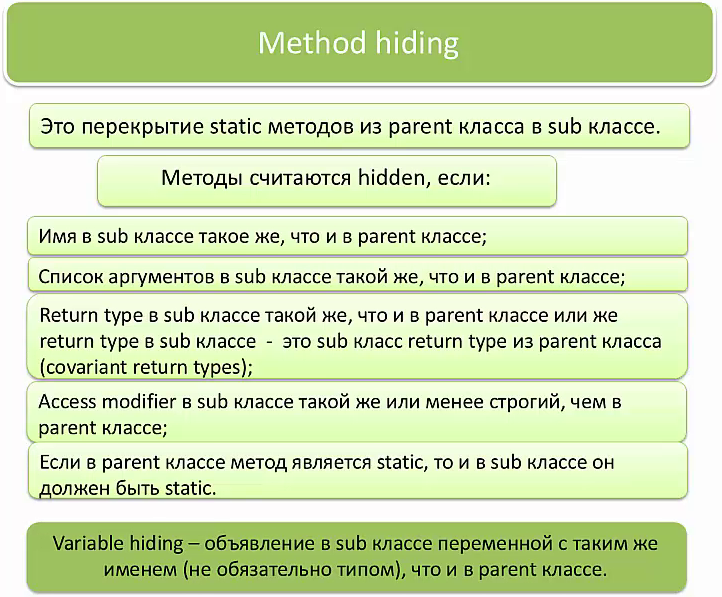 Method hiding
Это перекрытие static методов из parent класса в sub классе.
Методы считаются hidden, если:
Имя в sub классе такое же, что и в parent классе;
Список аргументов в sub классе такой же, что и в parent классе;
Return type в sub классе такой же, что и в parent классе или же
return type в sub классе - это sub класс return type из parent класса
(covariant return types);
Access modifier в sub классе такой же или менее строгий, чем в
parent классе;
Если в parent классе метод является static, то и в sub классе он
должен быть static.
Variable hiding – объявление в sub классе переменной с таким же
именем (не обязательно типом), что и в parent классе.